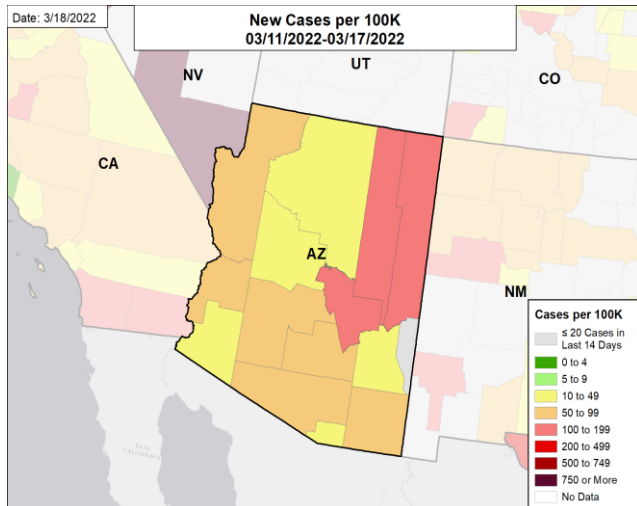 Date: 3/18/2022
New Cases per 100K
03/11/2022-03/17/2022
NV
UT
CO
CA
AZ
NM
BAJA
CALIFORNIA
Cases per 100K
≤ 20 Cases in
Last 14 Days
0 to 4
5 to 9
10 to 49
50 to 99
100 to 199
200 to 499
500 to 749
750 or More
No Data